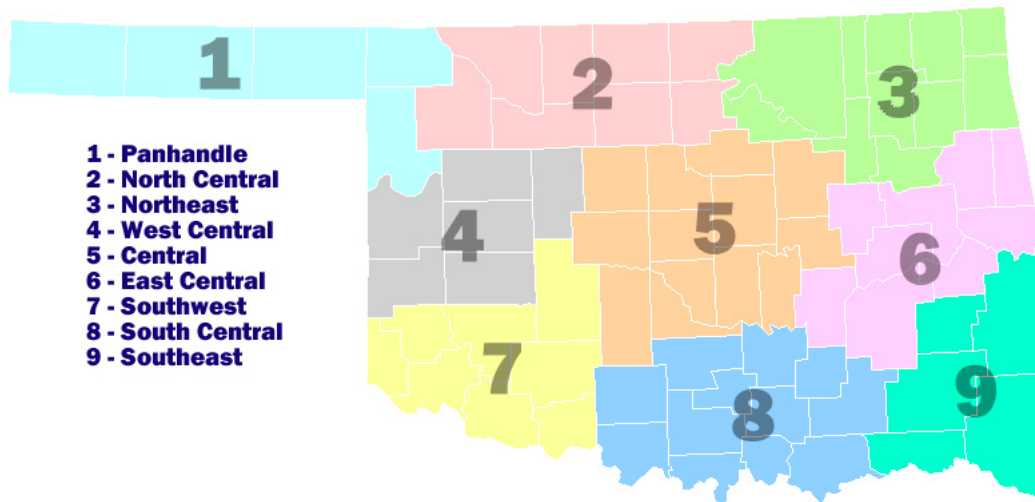 1
2
3
1 - Panhandle
2 - North Central
3 - Northeast
4 - West Central
5 - Central
6 - East Central
7 - Southwest
8 - South Central
9 - Southeast
4
5
6
7
8
9